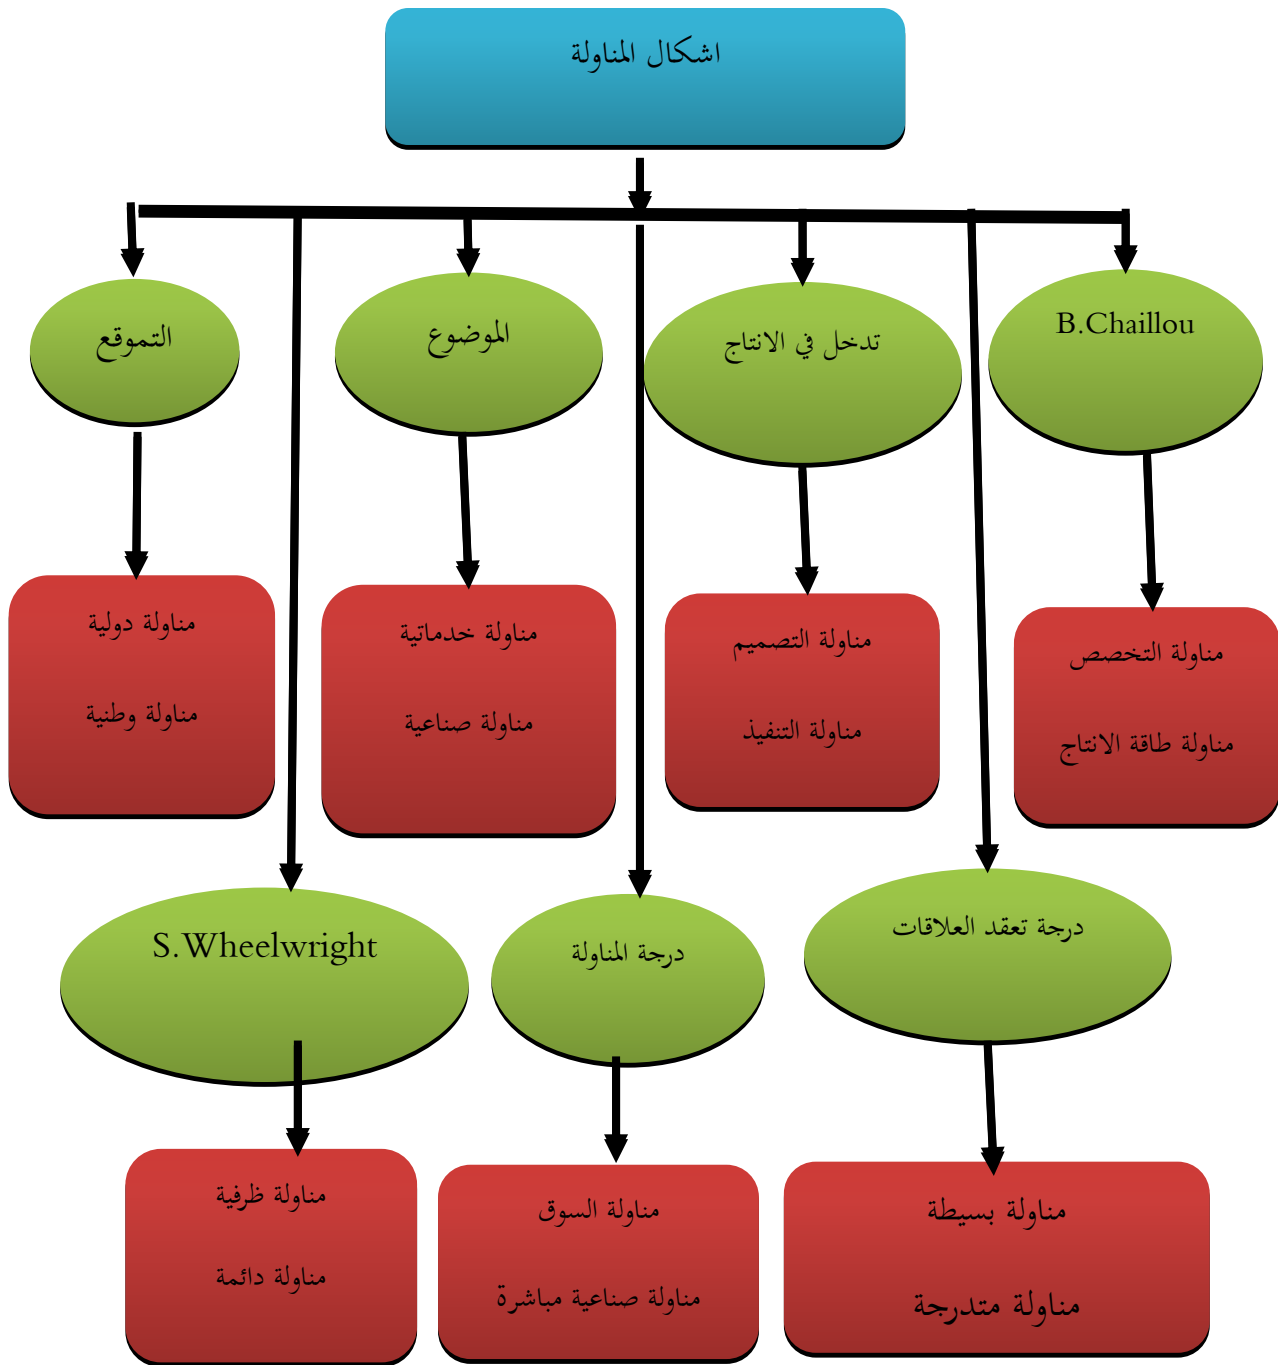 اشكال المناولة
B.Chaillou
تدخل في الانتاج
الموضوع
التموقع
مناولة التخصص
مناولة طاقة الانتاج
مناولة التصميم
مناولة التنفيذ
مناولة خدماتية
مناولة صناعية
مناولة دولية
مناولة وطنية
درجة تعقد العلاقات
درجة المناولة
S.Wheelwright
مناولة بسيطة
مناولة متدرجة
مناولة السوق
مناولة صناعية مباشرة
مناولة ظرفية
مناولة دائمة